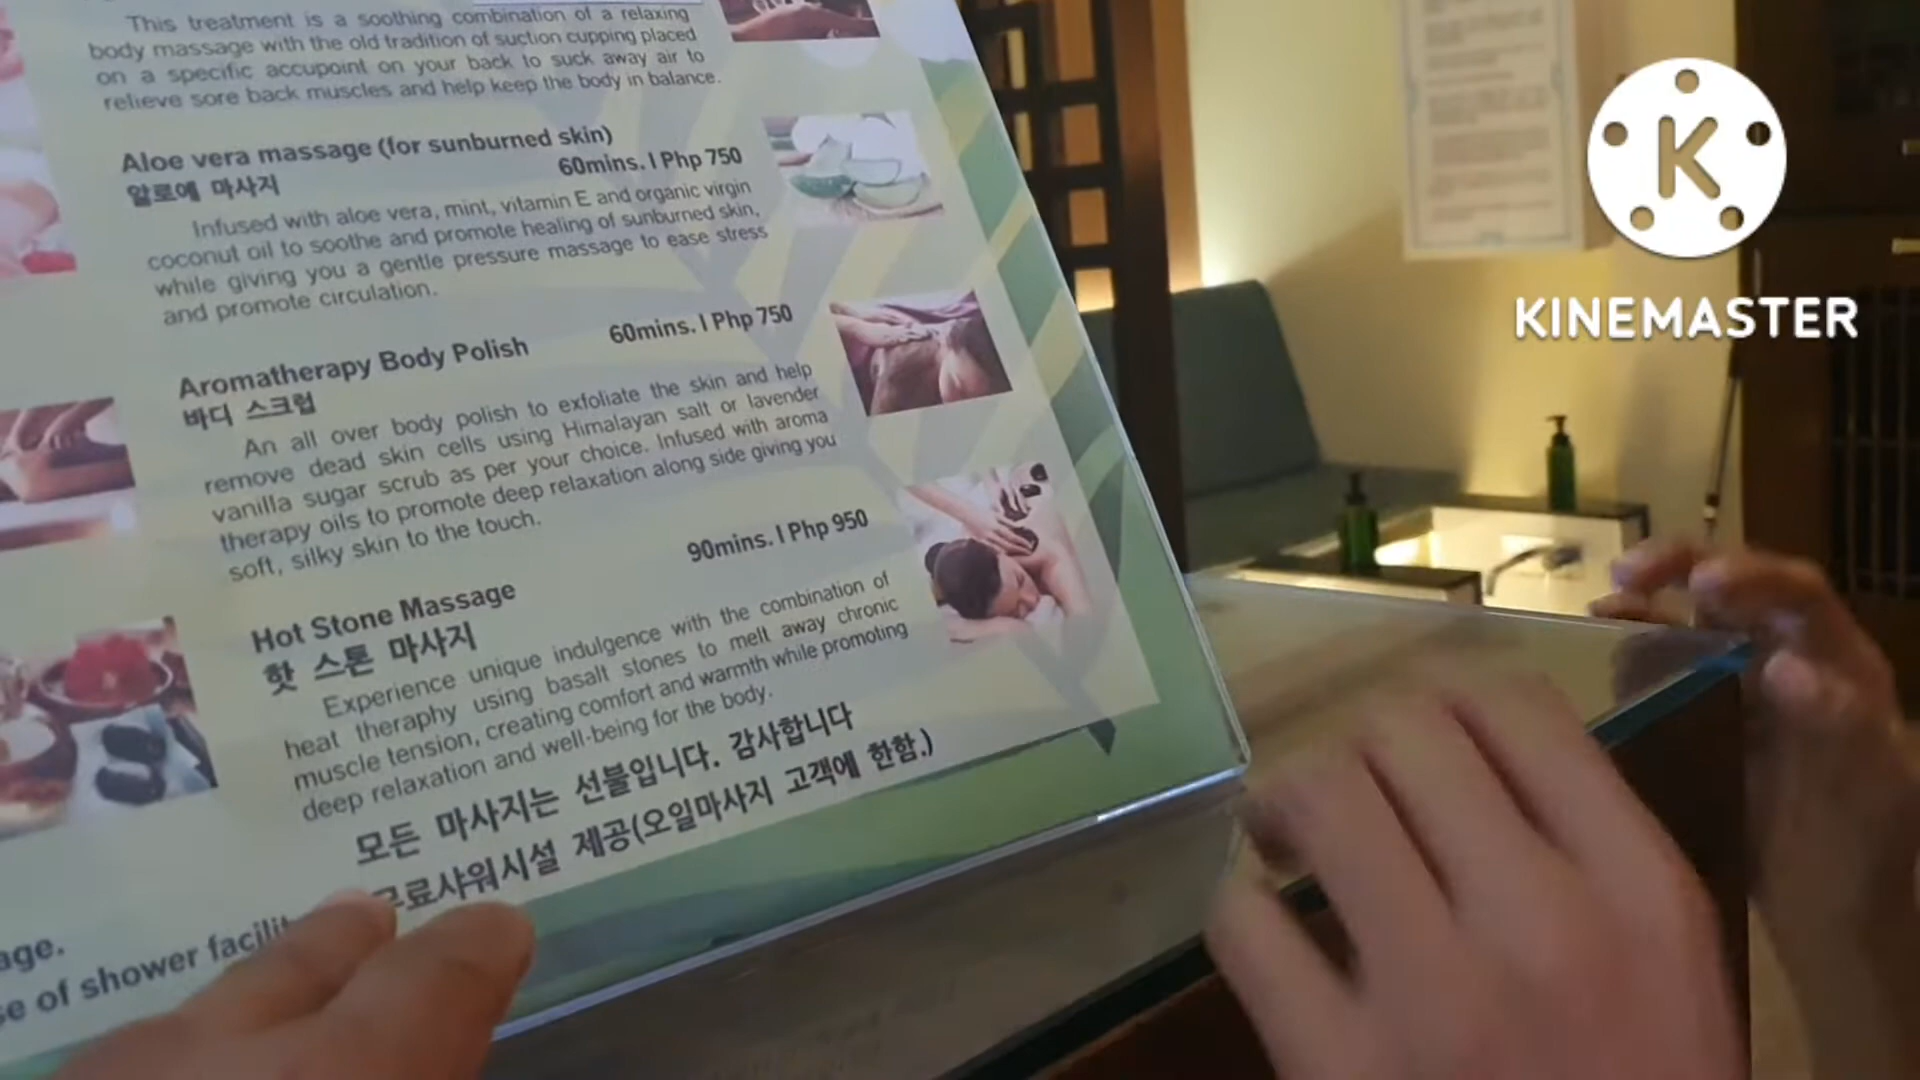 This treatment is a soothing combination of a relaxing
body massage with the old tradition of suction cupping placed
on a specific accupoint on your back to suck away air to
relieve sore back muscles and help keep the body in balance.
Aloe vera massage (for sunburned skin)
60mins. | Php 750
알로에 마사지
Infused with aloe vera, mint, vitamin E and organic virgin
coconut oil to soothe and promote healing of sunburned skin,
while giving you a gentle pressure massage to ease stress
and promote circulation.
Aromatherapy Body Polish 60mins. | Php 750
바디 스크럽
An all over body polish to exfoliate the skin and help
remove dead skin cells using Himalayan salt or lavender
vanilla sugar scrub as per your choice. Infused with aroma
therapy oils to promote deep relaxation along side giving you
soft, silky skin to the touch.
Hot Stone Massage 90mins. | Php 950
핫 스톤 마사지
Experience unique indulgence with the combination of
heat theraphy using basalt stones to melt away chronic
muscle tension, creating comfort and warmth while promoting
deep relaxation and well-being for the body.
모든 마사지는 선불입니다. 감사합니다
무료샤워시설 제공(오일마사지 고객에 한함.)
of shower
K
KINEMASTER